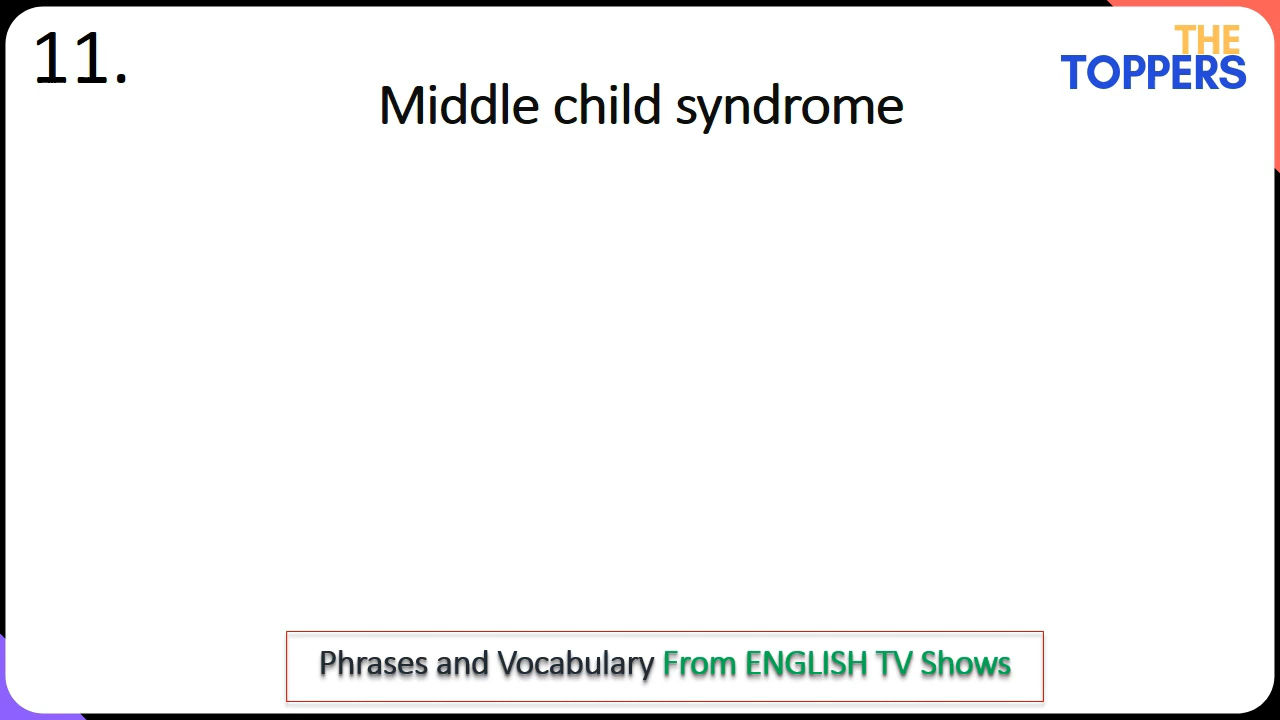 11.
THE
TOPPERS
Middle child syndrome
Phrases and Vocabulary From ENGLISH TV Shows